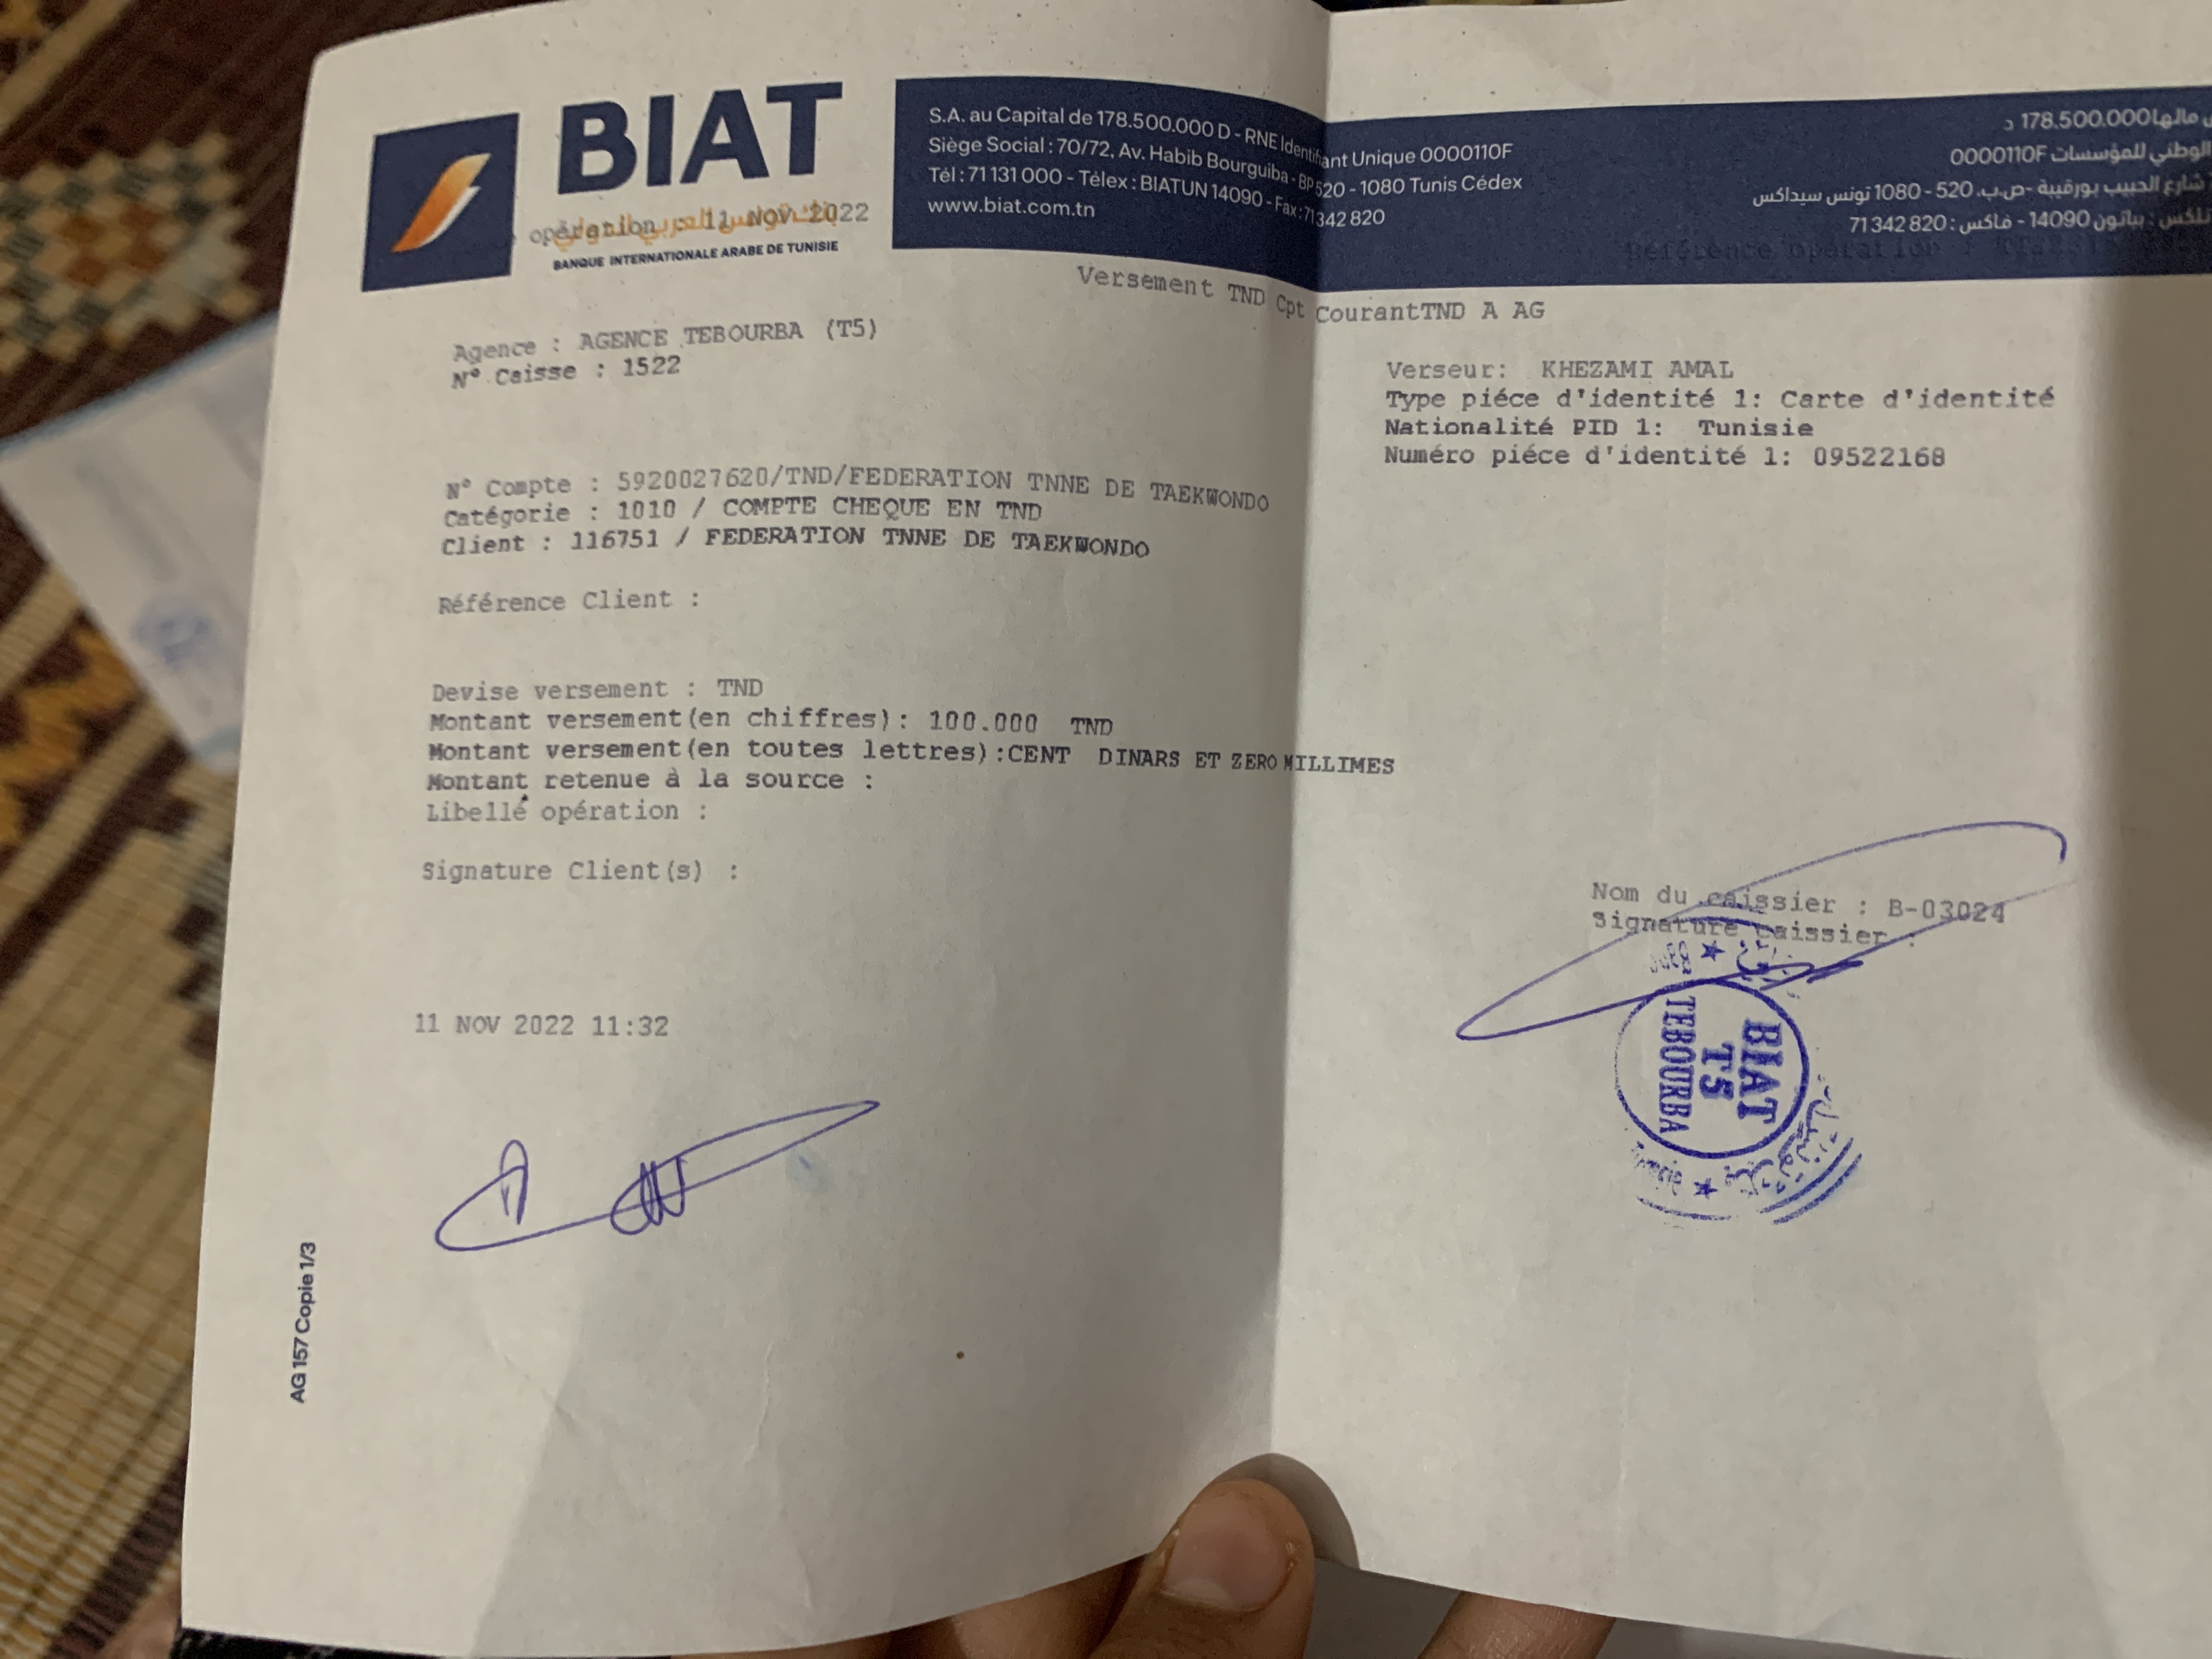 BIAT
opération : 11 NOV 2022
BANQUE INTERNATIONALE ARABE DE TUNISIE
S.A. au Capital de 178.500.000 D - RNE Identifiant Unique 0000110F
Siège Social : 70/72, Av. Habib Bourguiba - BP 520 - 1080 Tunis Cédex
Tél : 71 131 000 - Télex : BIATUN 14090 - Fax : 71 342 820
www.biat.com.tn
مالها 178.500.000 د
الوطني للمؤسسات 0000110F
شارع الحبيب بورقيبة -ص.ب. 520 - 1080 تونس سيداكس
تلكس : بياتون 14090 - فاكس : 71 342 820
Référence opération :
Versement TND Cpt CourantTND A AG
Agence : AGENCE TEBOURBA (T5)
N° Caisse : 1522
Verseur: KHEZAMI AMAL
Type piéce d'identité 1: Carte d'identité
Nationalité PID 1: Tunisie
Numéro piéce d'identité 1: 09522168
N° Compte : 5920027620/TND/FEDERATION TNNE DE TAEKWONDO
Catégorie : 1010 / COMPTE CHEQUE EN TND
Client : 116751 / FEDERATION TNNE DE TAEKWONDO
Référence Client :
Devise versement : TND
Montant versement(en chiffres): 100.000 TND
Montant versement(en toutes lettres):CENT DINARS ET ZERO MILLIMES
Montant retenue à la source :
Libellé opération :
Signature Client(s) :
Nom du caissier : B-03024
Signature caissier :
11 NOV 2022 11:32
BIAT
T5
TEBOURBA
AG 157 Copie 1/3